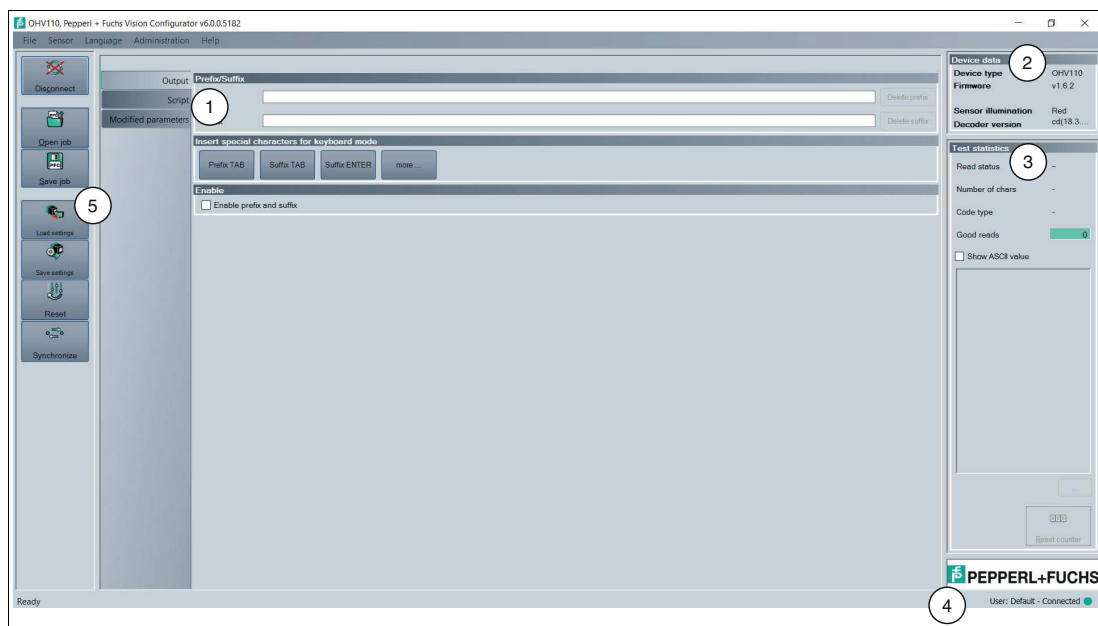 OHV110, Pepperl + Fuchs Vision Configurator v6.0.0.5182
File Sensor Language Administration Help
Disconnect
Open job
Save job
5
Load settings
Save settings
Reset
Synchronize
Output
Script
Modified parameters
1
Prefix/Suffix
Delete prefix
Delete suffix
Insert special characters for keyboard mode
Prefix TAB Suffix TAB Suffix ENTER more ...
Enable
Enable prefix and suffix
Device data
2
Device type OHV110
Firmware v1.6.2
Sensor illumination Red
Decoder version cd(18.3....
Test statistics
3
Read status -
Number of chars -
Code type -
Good reads 0
Show ASCII value
...
Reset counter
PEPPERL+FUCHS
4
Ready
User: Default - Connected